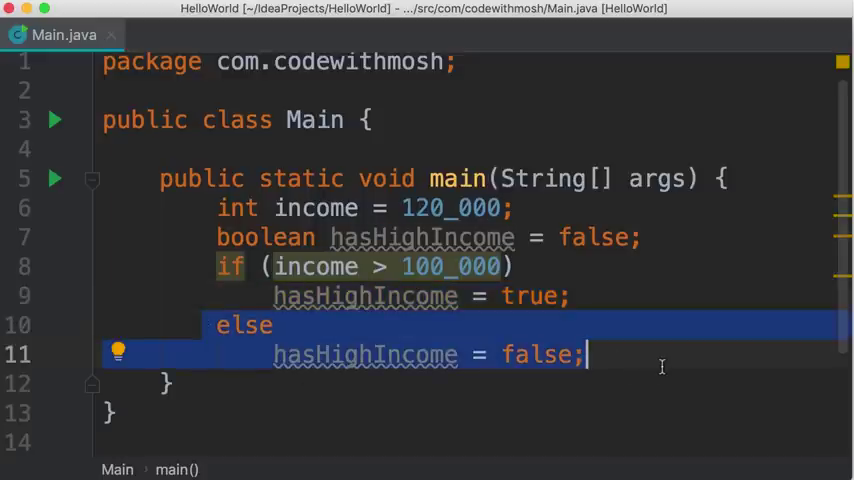 HelloWorld [~/IdeaProjects/HelloWorld] - .../src/com/codewithmosh/Main.java [HelloWorld]
Main.java
1 package com.codewithmosh;
2
3 public class Main {
4
5 public static void main(String[] args) {
6 int income = 120_000;
7 boolean hasHighIncome = false;
8 if (income > 100_000)
9 hasHighIncome = true;
10 else
11 hasHighIncome = false;
12 }
13 }
14
Main › main()